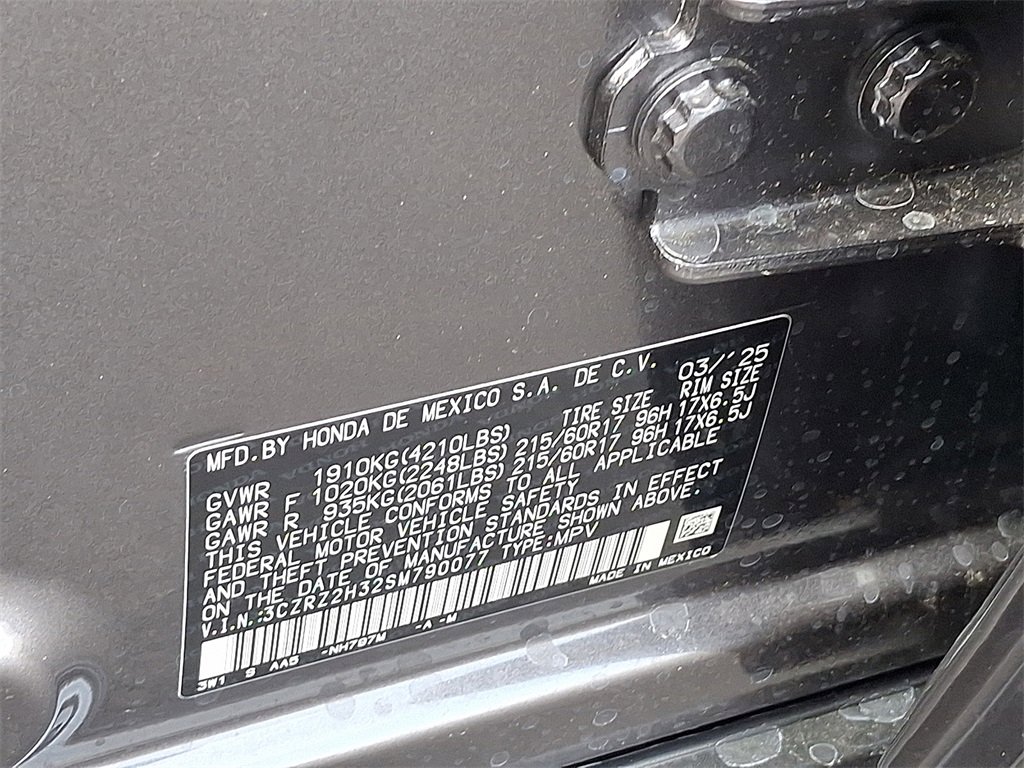 MFD.BY HONDA DE MEXICO S.A. DE C.V. 03/'25
TIRE SIZE RIM SIZE
GVWR 1910KG(4210LBS)
GAWR F 1020KG(2248LBS) 215/60R17 96H 17X6.5J
GAWR R 935KG(2061LBS) 215/60R17 96H 17X6.5J
THIS VEHICLE CONFORMS TO ALL APPLICABLE
FEDERAL MOTOR VEHICLE SAFETY
AND THEFT PREVENTION STANDARDS IN EFFECT
ON THE DATE OF MANUFACTURE SHOWN ABOVE.
V.I.N.:3CZRZ2H32SM790077 TYPE:MPV
3W1 9 AA5 -NH797M -A -M MADE IN MEXICO